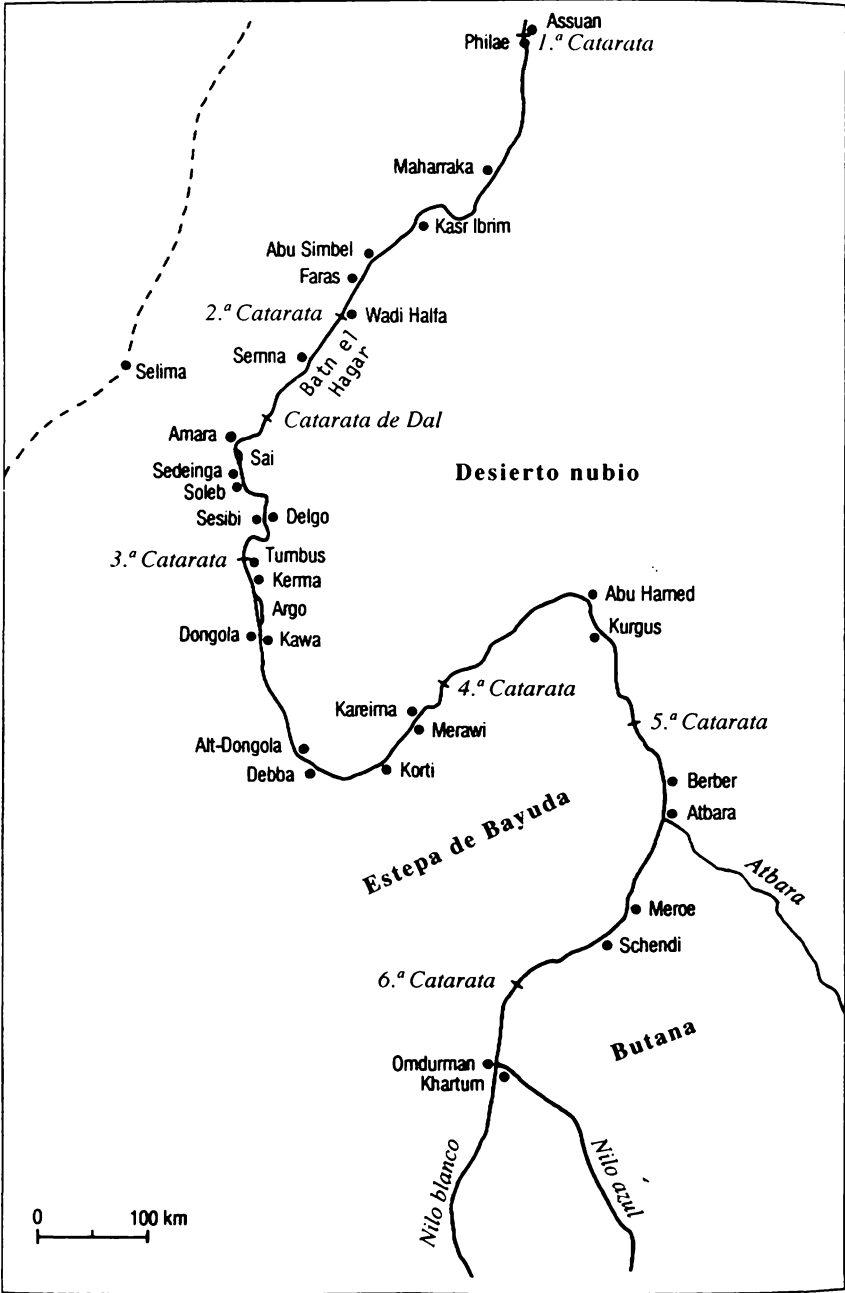 Assuan
Philae
1.ª Catarata
Maharraka
Kasr Ibrim
Abu Simbel
Faras
2.ª Catarata
Wadi Halfa
Semna
Batn el
Hagar
Selima
Catarata de Dal
Amara
Sai
Sedeinga
Desierto nubio
Soleb
Sesibi
Delgo
3.ª Catarata
Tumbus
Kerma
Abu Hamed
Argo
Kurgus
Dongola
Kawa
4.ª Catarata
Kareima
5.ª Catarata
Merawi
Alt-Dongola
Debba
Korti
Berber
Atbara
Estepa de Bayuda
Atbara
Meroe
Schendi
6.ª Catarata
Butana
Omdurman
Khartum
Nilo blanco
Nilo azul
0 100 km